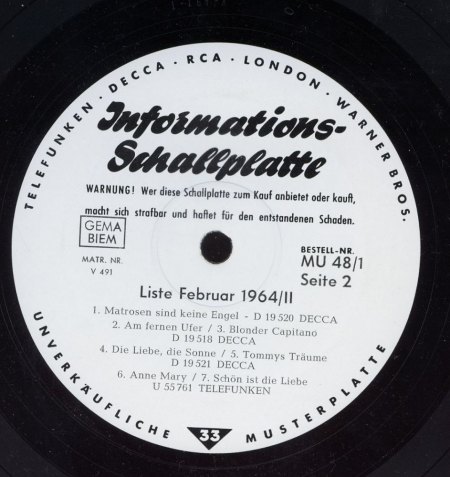 TELEFUNKEN · DECCA · RCA · LONDON · WARNER BROS.
Informations-
Schallplatte
WARNUNG! Wer diese Schallplatte zum Kauf anbietet oder kauft,
macht sich strafbar und haftet für den entstandenen Schaden.
GEMA
BIEM
MATR. NR.
V 491
BESTELL-NR.
MU 48/1
Seite 2
Liste Februar 1964/II
1. Matrosen sind keine Engel - D 19 520 DECCA
2. Am fernen Ufer / 3. Blonder Capitano
D 19 518 DECCA
4. Die Liebe, die Sonne / 5. Tommys Träume
D 19 521 DECCA
6. Anne Mary / 7. Schön ist die Liebe
U 55 761 TELEFUNKEN
UNVERKÄUFLICHE 33 MUSTERPLATTE